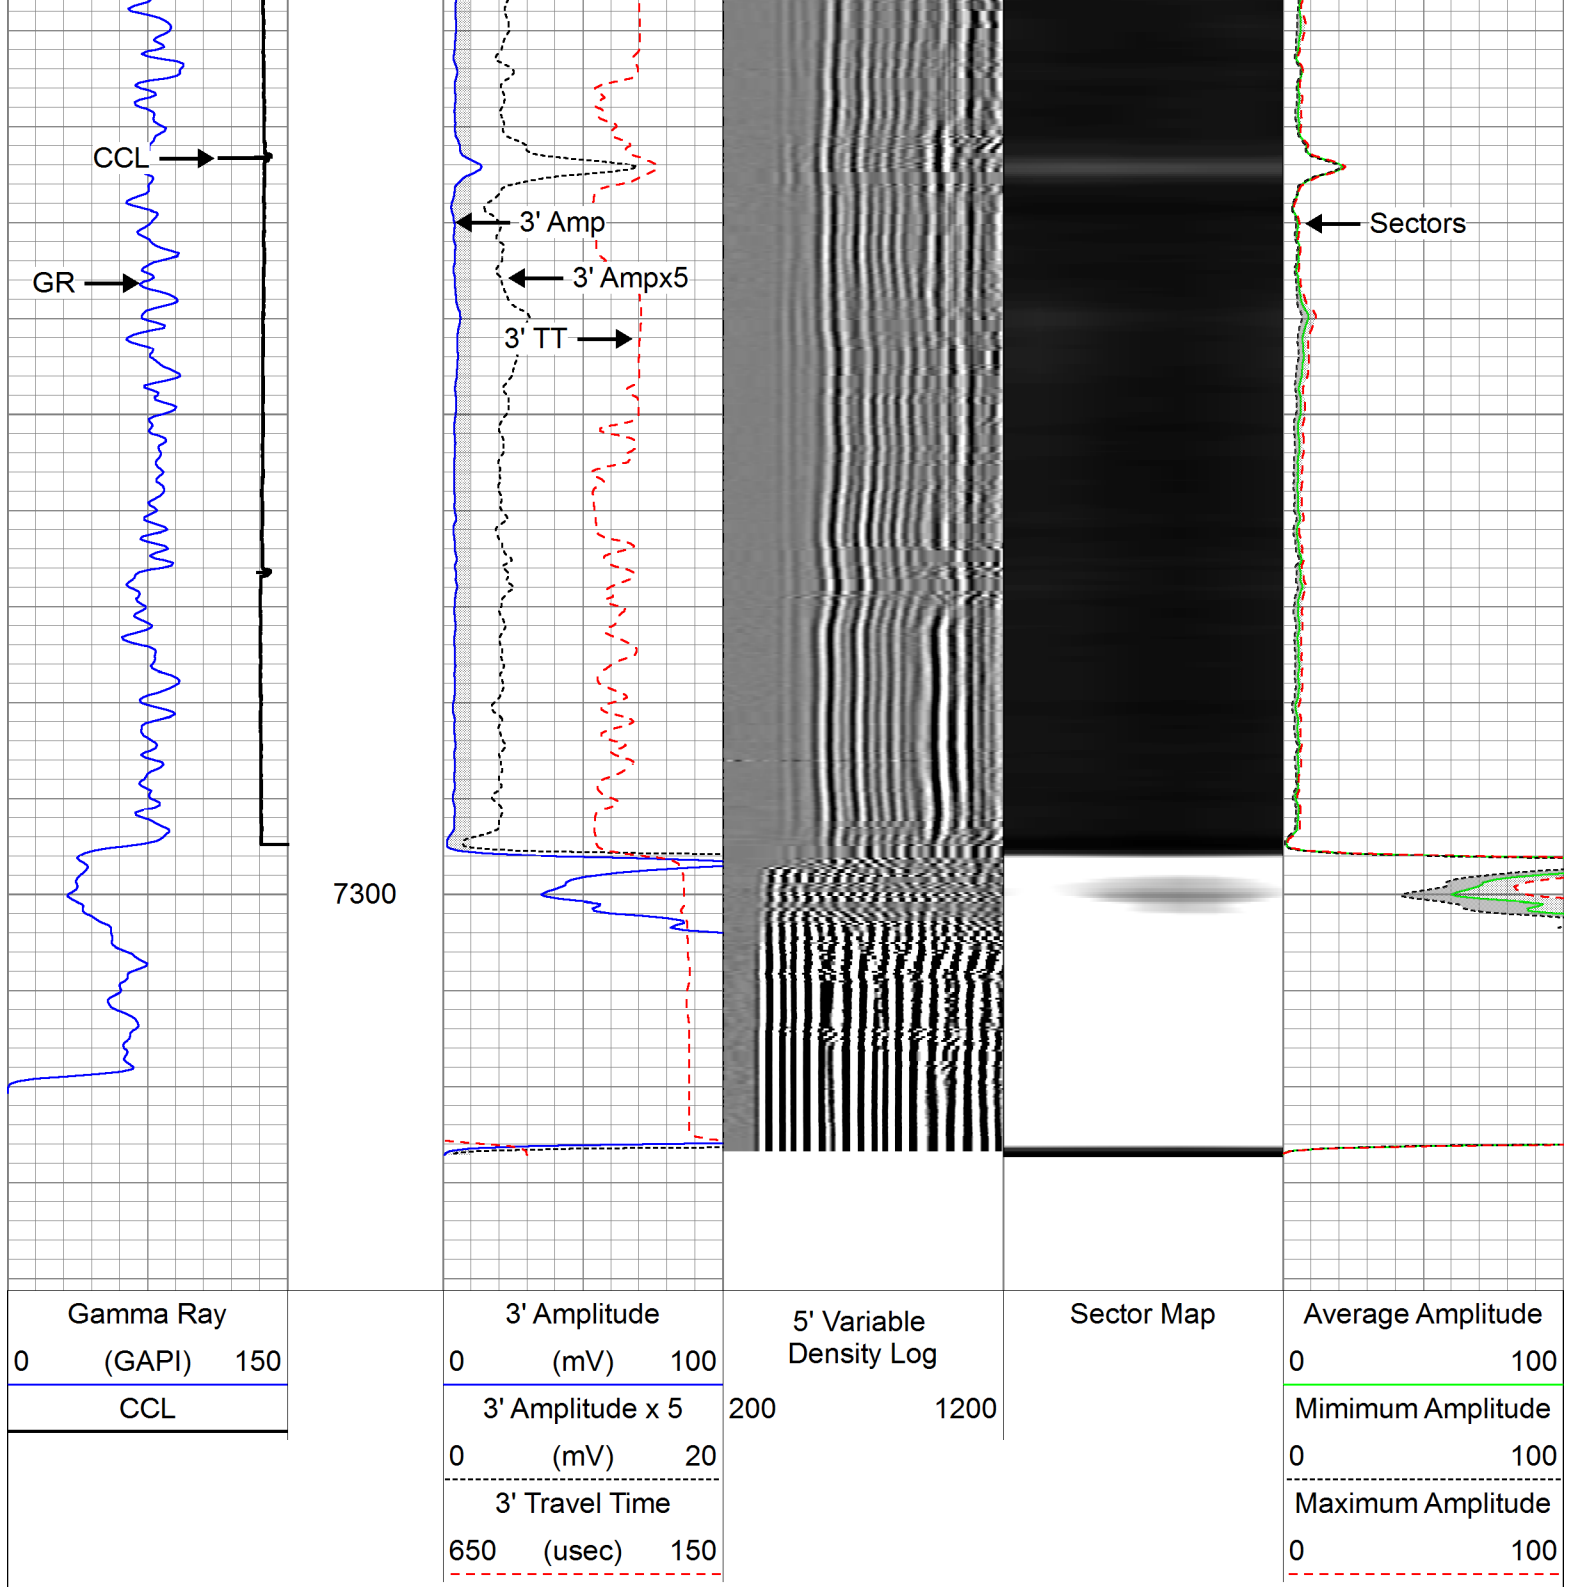 CCL
3' Amp
Sectors
GR
3' Ampx5
3' TT
7300
Gamma Ray
0 (GAPI) 150
CCL
3' Amplitude
0 (mV) 100
3' Amplitude x 5
0 (mV) 20
3' Travel Time
650 (usec) 150
5' Variable
Density Log
200 1200
Sector Map
Average Amplitude
0 100
Mimimum Amplitude
0 100
Maximum Amplitude
0 100